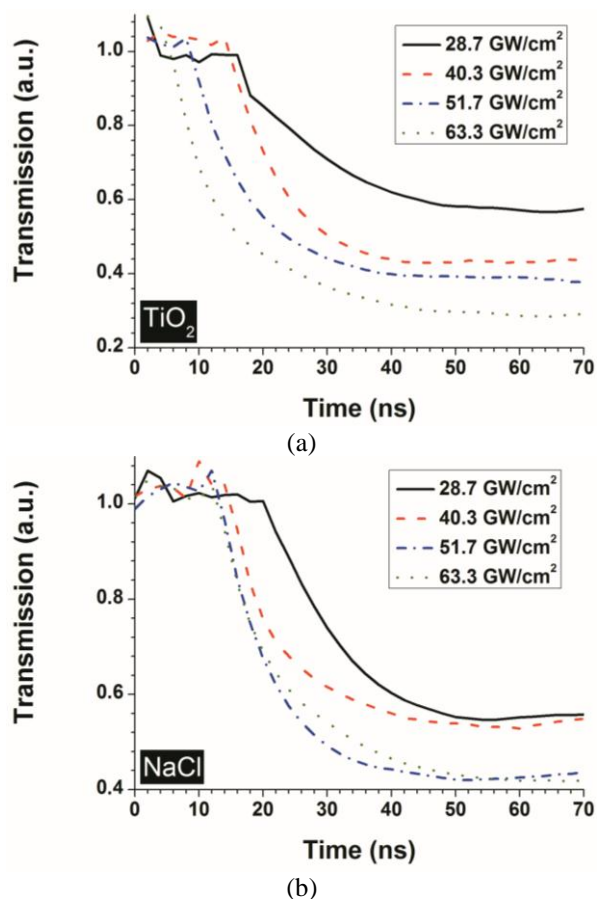 28.7 GW/cm²
40.3 GW/cm²
51.7 GW/cm²
63.3 GW/cm²
Transmission (a.u.)
1.0
0.8
0.6
0.4
0.2
TiO₂
0 10 20 30 40 50 60 70
Time (ns)
(a)
28.7 GW/cm²
40.3 GW/cm²
51.7 GW/cm²
63.3 GW/cm²
Transmission (a.u.)
1.0
0.8
0.6
0.4
NaCl
0 10 20 30 40 50 60 70
Time (ns)
(b)